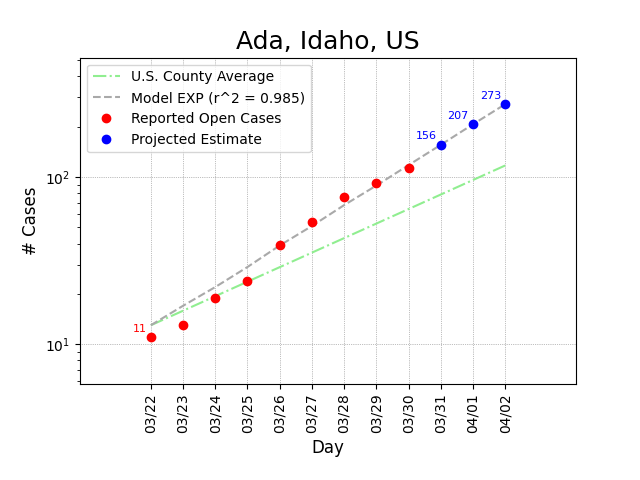 Ada, Idaho, US
U.S. County Average
Model EXP (r^2 = 0.985)
Reported Open Cases
Projected Estimate
273
207
156
11
10^2
10^1
# Cases
03/22
03/23
03/24
03/25
03/26
03/27
03/28
03/29
03/30
03/31
04/01
04/02
Day